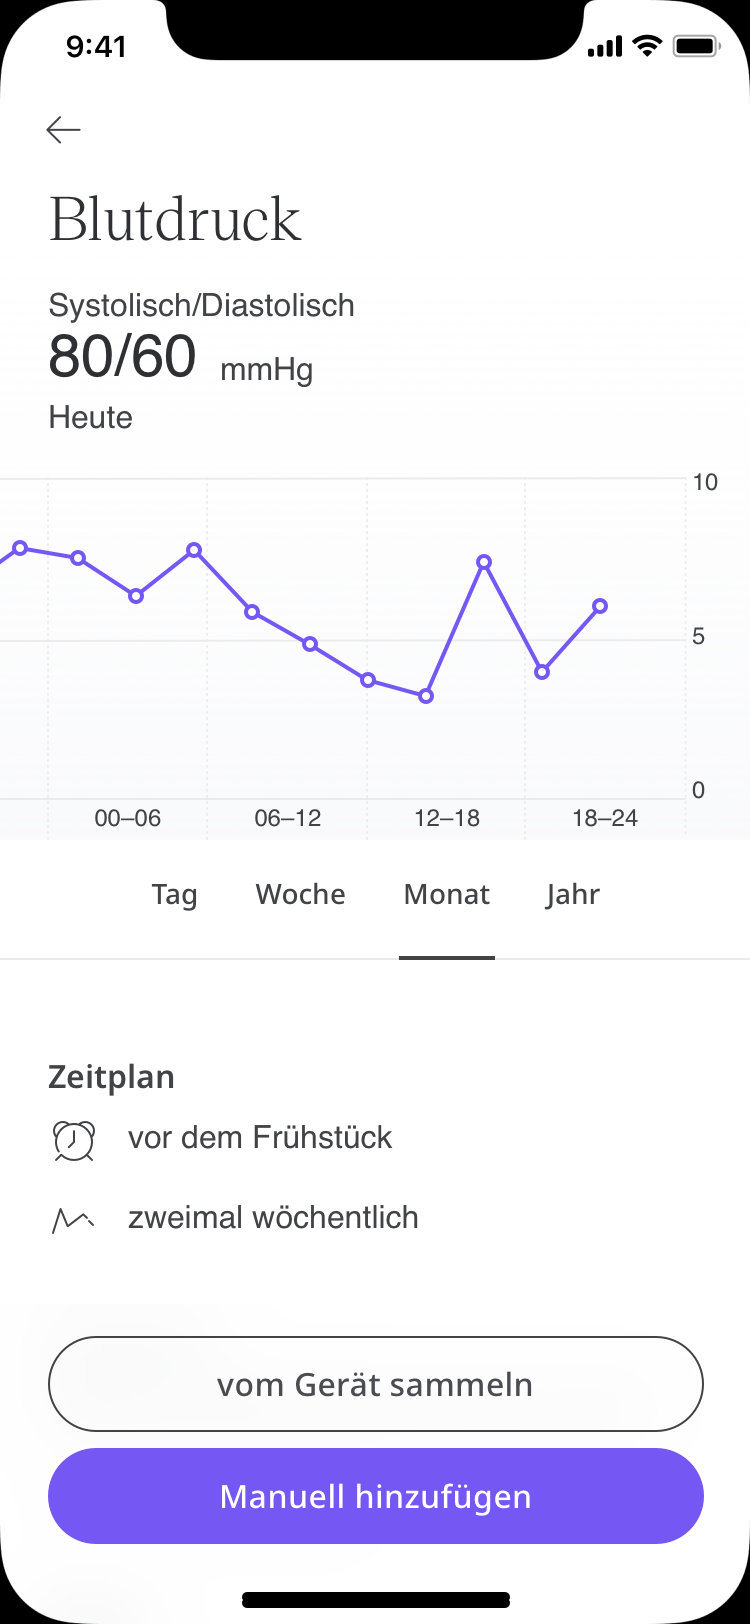 9:41
Blutdruck
Systolisch/Diastolisch
80/60 mmHg
Heute
10
5
0
00–06 06–12 12–18 18–24
Tag Woche Monat Jahr
Zeitplan
vor dem Frühstück
zweimal wöchentlich
vom Gerät sammeln
Manuell hinzufügen